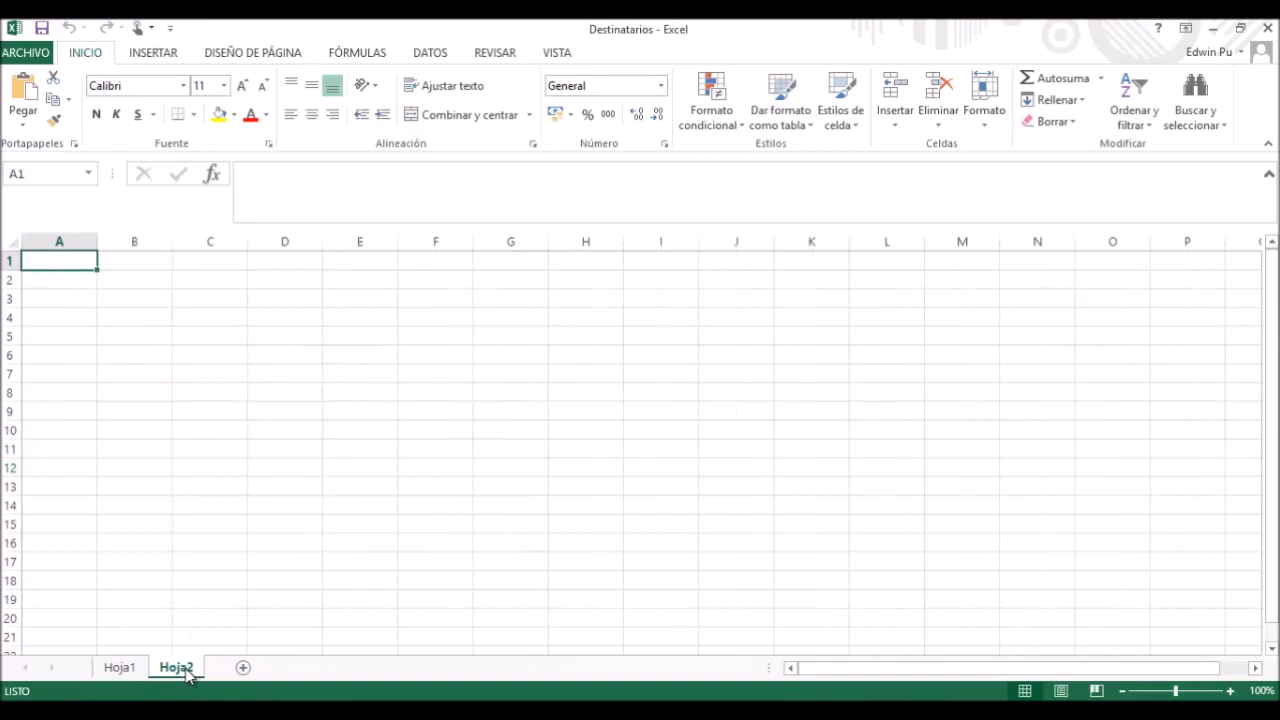 Destinatarios - Excel
?
ARCHIVO INICIO INSERTAR DISEÑO DE PÁGINA FÓRMULAS DATOS REVISAR VISTA Edwin Pu
Pegar
Calibri 11 A A
N K S A
Ajustar texto
Combinar y centrar
General
% 000
Formato condicional
Dar formato como tabla
Estilos de celda
Insertar Eliminar Formato
Σ Autosuma
Rellenar
Borrar
Ordenar y filtrar
Buscar y seleccionar
Portapapeles Fuente Alineación Número Estilos Celdas Modificar
A1 fx
A B C D E F G H I J K L M N O P
1
2
3
4
5
6
7
8
9
10
11
12
13
14
15
16
17
18
19
20
21
Hoja1 Hoja2
LISTO 100%